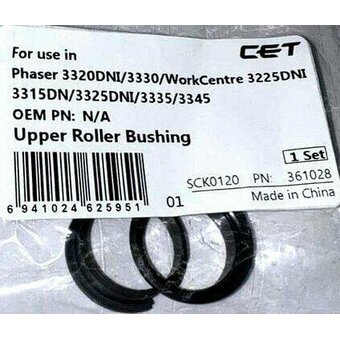 For use in
CET
Phaser 3320DNI/3330/WorkCentre 3225DNI
3315DN/3325DNI/3335/3345
OEM PN: N/A
Upper Roller Bushing
1 Set
SCK0120 PN: 361028
6 941024 625951 01
Made in China